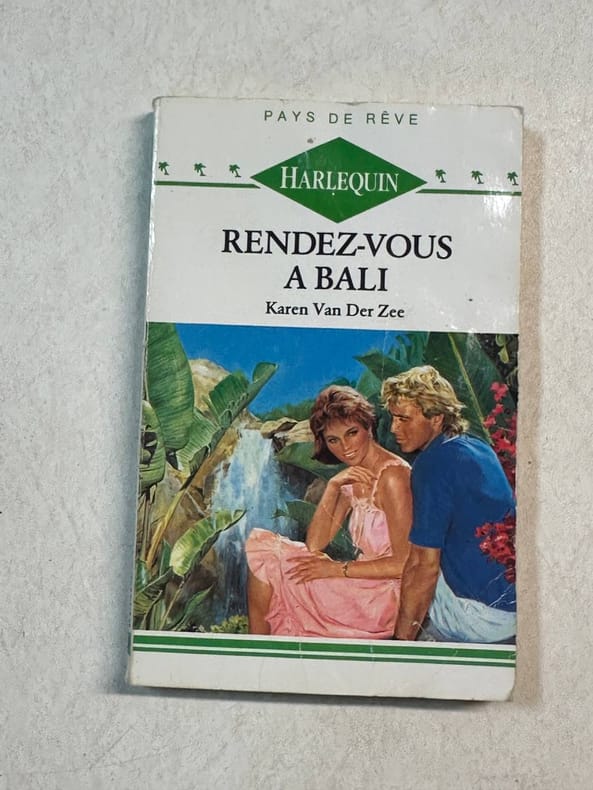 PAYS DE RÊVE
HARLEQUIN
RENDEZ-VOUS
A BALI
Karen Van Der Zee